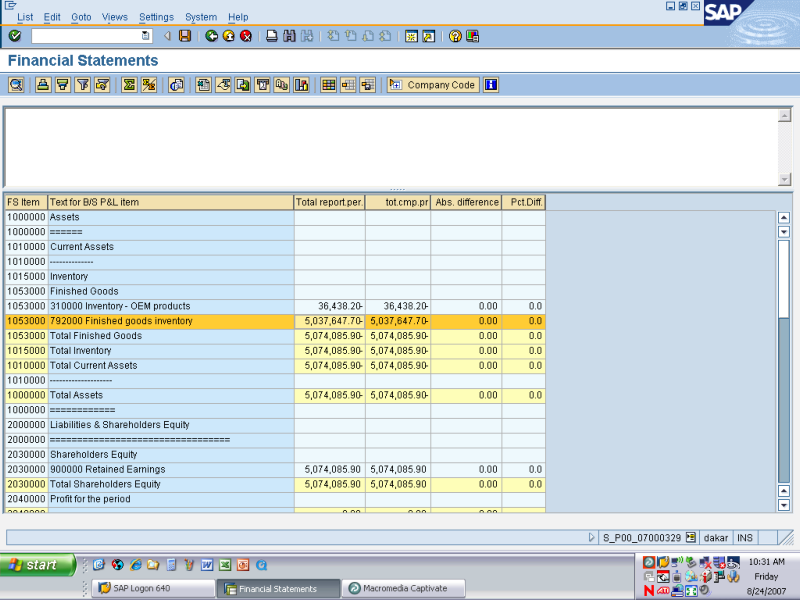 List Edit Goto Views Settings System Help
SAP
Financial Statements
Company Code
FS Item Text for B/S P&L item Total report.per. tot.cmp.pr Abs. difference Pct.Diff.
1000000 Assets
1000000 ======
1010000 Current Assets
1010000 --------------
1015000 Inventory
1053000 Finished Goods
1053000 310000 Inventory - OEM products 36,438.20- 36,438.20- 0.00 0.0
1053000 792000 Finished goods inventory 5,037,647.70- 5,037,647.70- 0.00 0.0
1053000 Total Finished Goods 5,074,085.90- 5,074,085.90- 0.00 0.0
1015000 Total Inventory 5,074,085.90- 5,074,085.90- 0.00 0.0
1010000 Total Current Assets 5,074,085.90- 5,074,085.90- 0.00 0.0
1010000 --------------------
1000000 Total Assets 5,074,085.90- 5,074,085.90- 0.00 0.0
1000000 ============
2000000 Liabilities & Shareholders Equity
2000000 =================================
2030000 Shareholders Equity
2030000 900000 Retained Earnings 5,074,085.90 5,074,085.90 0.00 0.0
2030000 Total Shareholders Equity 5,074,085.90 5,074,085.90 0.00 0.0
2040000 Profit for the period
S_P00_07000329 dakar INS
start
10:31 AM
SAP Logon 640 Financial Statements Macromedia Captivate
Friday
8/24/2007